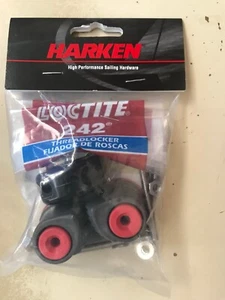 HARKEN
High Performance Sailing Hardware
LOCTITE
242
THREADLOCKER
FIJADOR DE ROSCAS